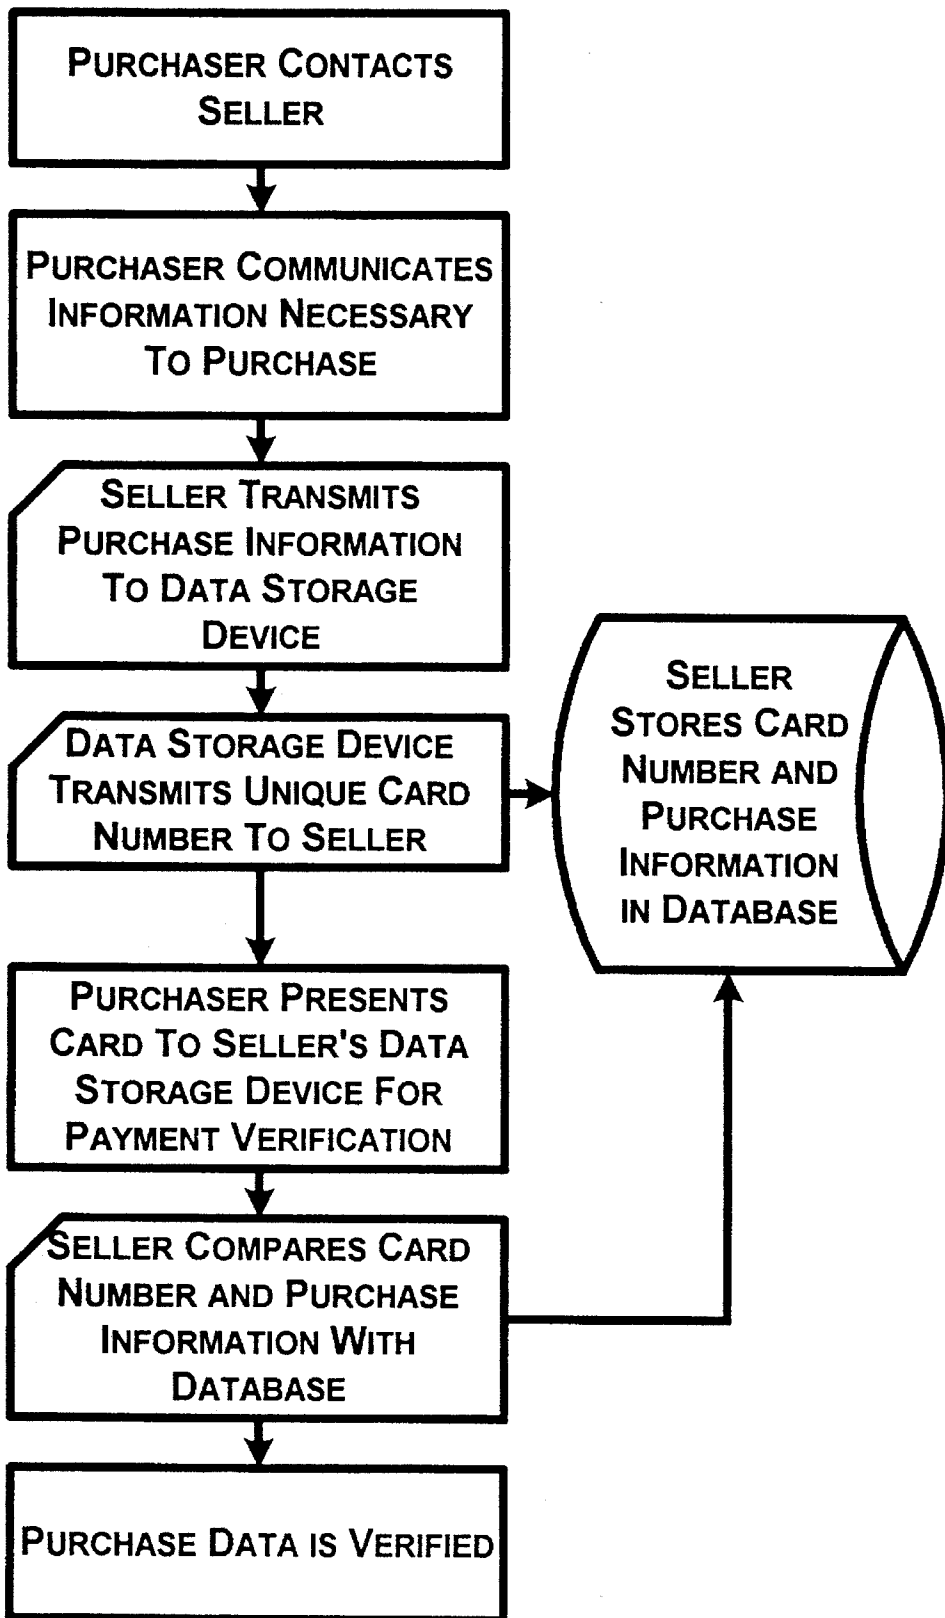 PURCHASER CONTACTS
SELLER
PURCHASER COMMUNICATES
INFORMATION NECESSARY
TO PURCHASE
SELLER TRANSMITS
PURCHASE INFORMATION
TO DATA STORAGE
DEVICE
DATA STORAGE DEVICE
TRANSMITS UNIQUE CARD
NUMBER TO SELLER
SELLER
STORES CARD
NUMBER AND
PURCHASE
INFORMATION
IN DATABASE
PURCHASER PRESENTS
CARD TO SELLER'S DATA
STORAGE DEVICE FOR
PAYMENT VERIFICATION
SELLER COMPARES CARD
NUMBER AND PURCHASE
INFORMATION WITH
DATABASE
PURCHASE DATA IS VERIFIED